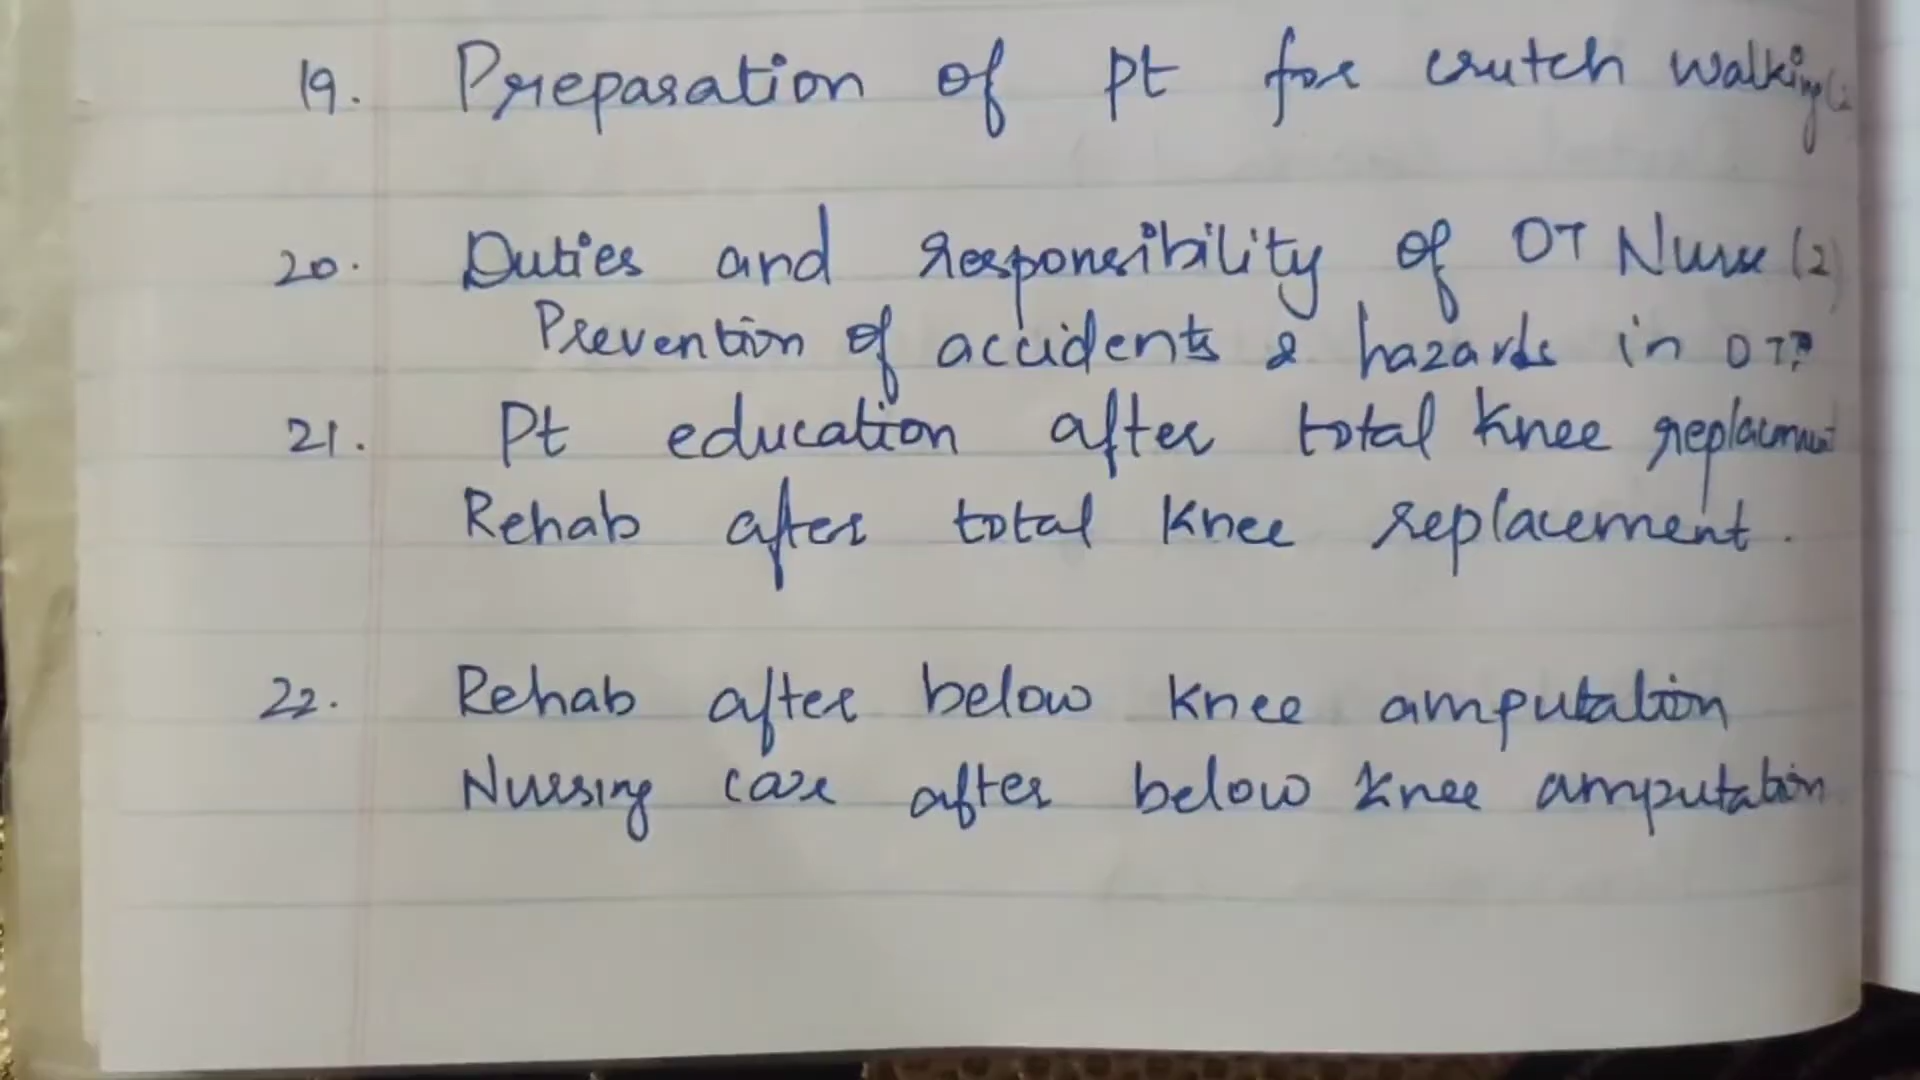 19. Preparation of pt for crutch walking
20. Duties and responsibility of OT Nurse (2)
Prevention of accidents & hazards in OT?
21. Pt education after total knee replacement
Rehab after total knee replacement.
22. Rehab after below knee amputation
Nursing care after below knee amputation